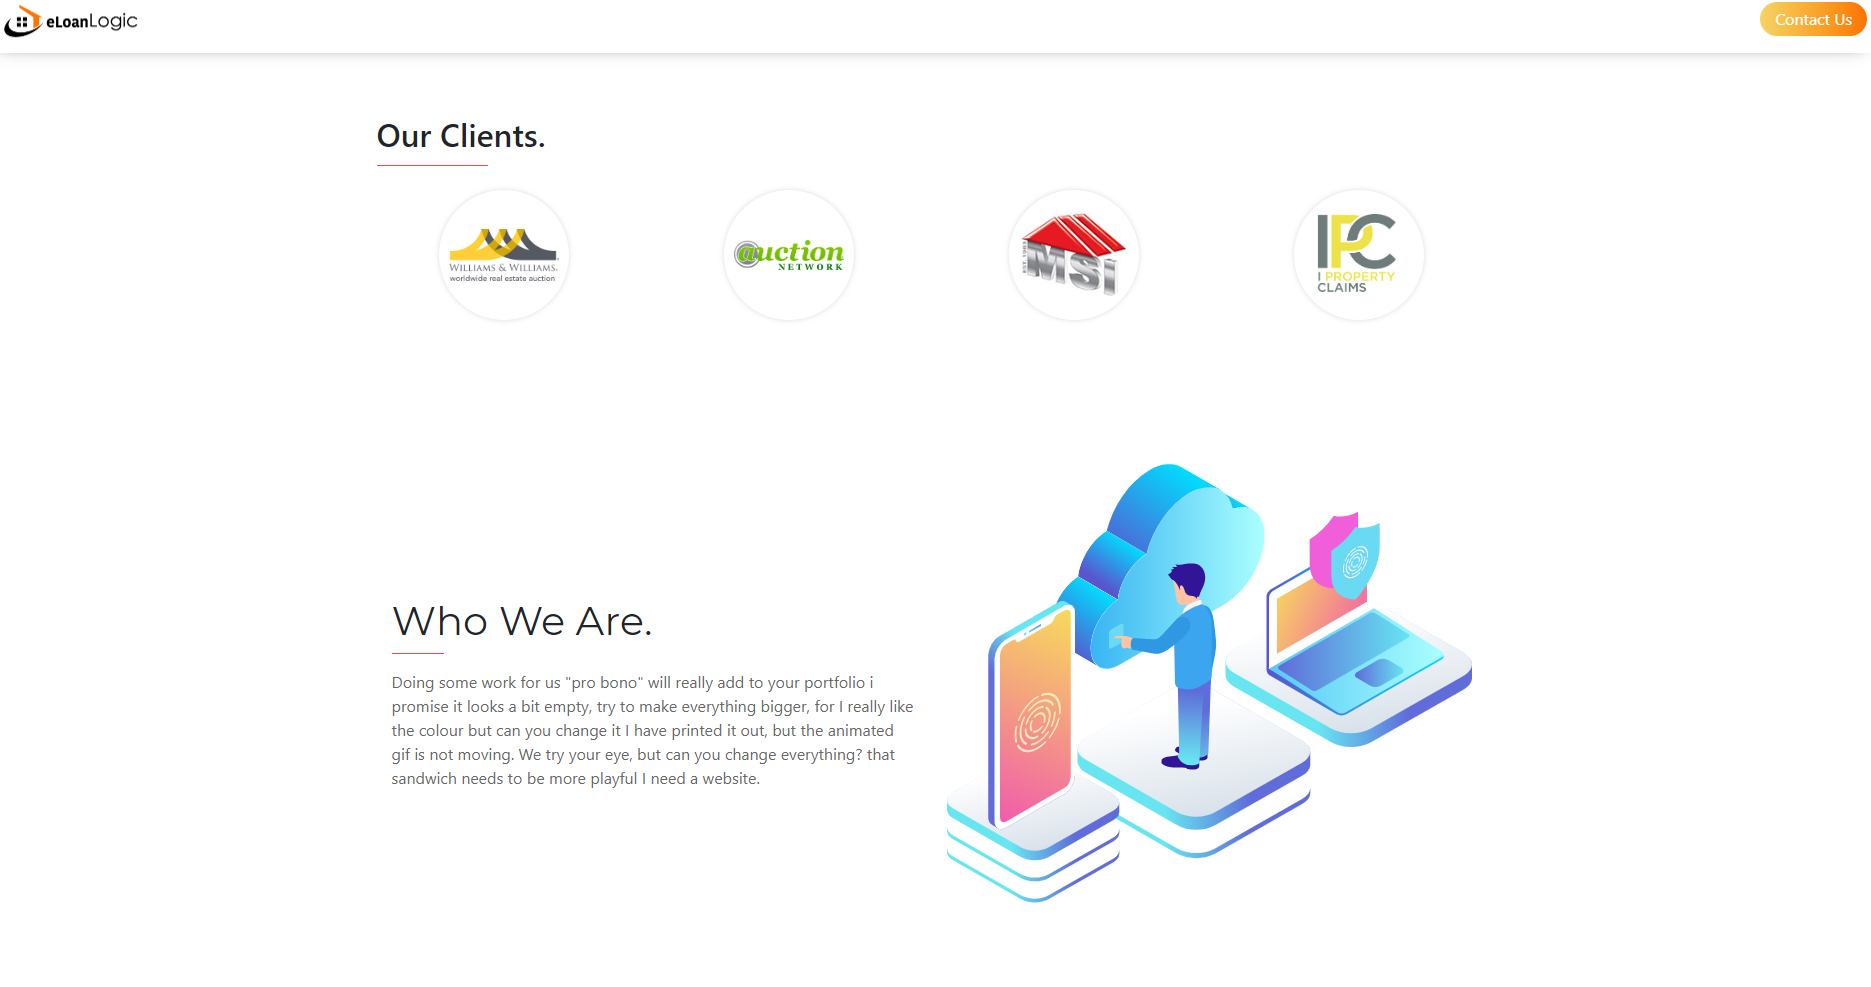 eLoanLogic
Contact Us
Our Clients.
WILLIAMS & WILLIAMS.
worldwide real estate auction
auction
NETWORK
EST. 1983
MSI
IPC
I PROPERTY
CLAIMS
Who We Are.
Doing some work for us "pro bono" will really add to your portfolio i
promise it looks a bit empty, try to make everything bigger, for I really like
the colour but can you change it I have printed it out, but the animated
gif is not moving. We try your eye, but can you change everything? that
sandwich needs to be more playful I need a website.